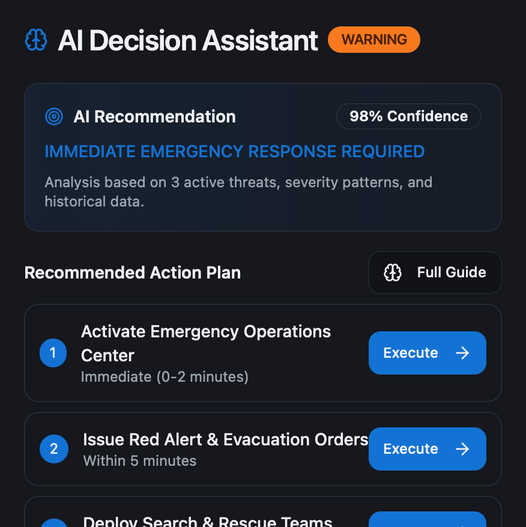 AI Decision Assistant WARNING
AI Recommendation 98% Confidence
IMMEDIATE EMERGENCY RESPONSE REQUIRED
Analysis based on 3 active threats, severity patterns, and
historical data.
Recommended Action Plan Full Guide
Activate Emergency Operations
Center
1 Execute
Immediate (0-2 minutes)
Issue Red Alert & Evacuation Orders
2 Execute
Within 5 minutes
Deploy Search & Rescue Teams